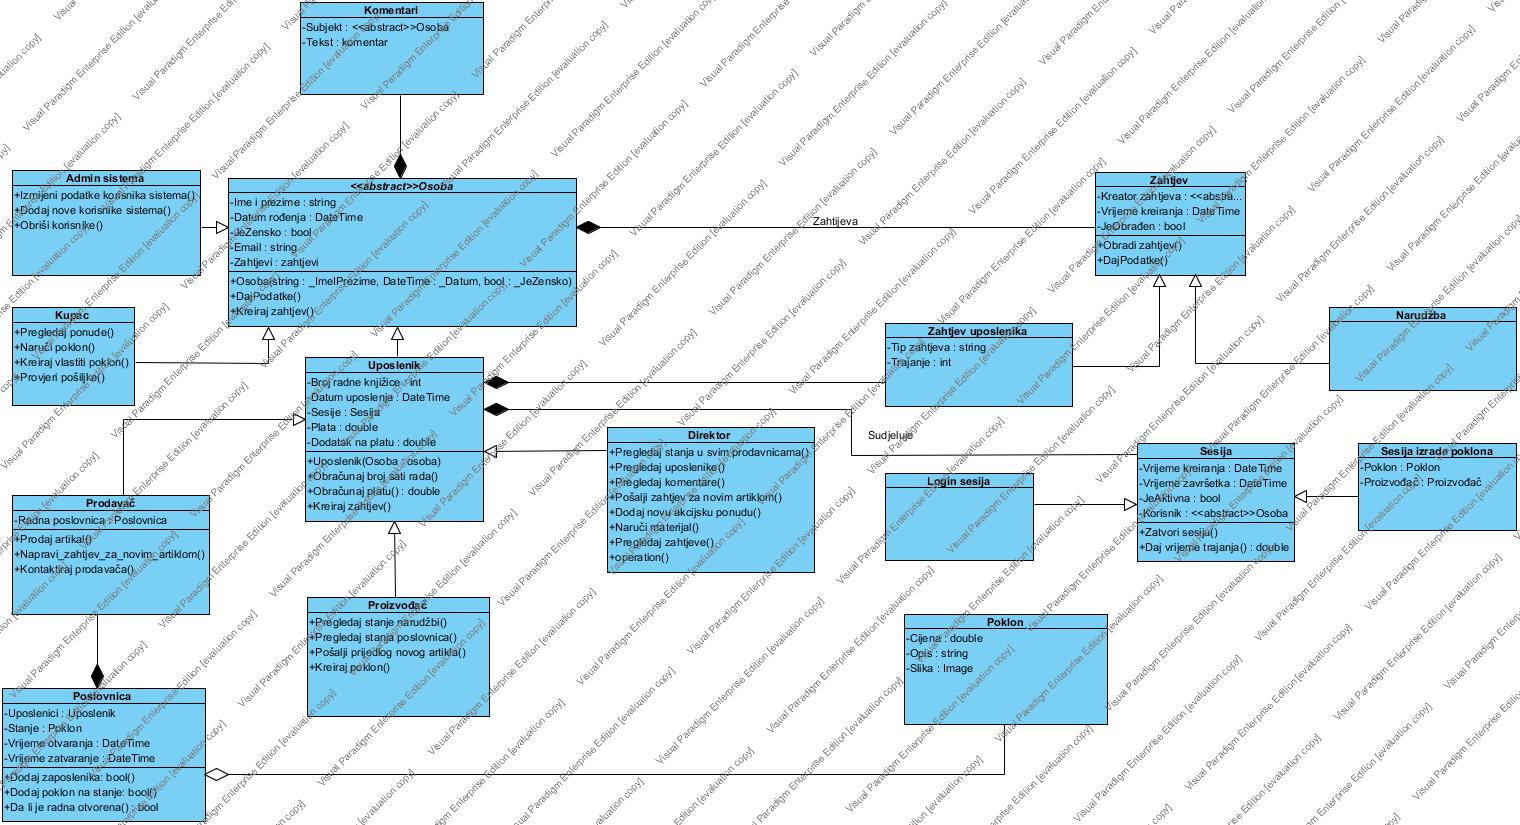 Komentari
-Subjekt : <<abstract>>Osoba
-Tekst : komentar
Admin sistema
+Izmijeni podatke korisnika sistema()
+Dodaj nove korisnike sistema()
+Obriši korisnike()
<<abstract>>Osoba
-Ime i prezime : string
-Datum rođenja : DateTime
-JeZensko : bool
-Email : string
-Zahtjevi : zahtjevi
+Osoba(string : _ImeIPrezime, DateTime : _Datum, bool : _JeZensko)
+DajPodatke()
+Kreiraj zahtjev()
Zahtijeva
Zahtjev
-Kreator zahtjeva : <<abstra...
-Vrijeme kreiranja : DateTime
-JeObrađen : bool
+Obradi zahtjev()
+DajPodatke()
Kupac
+Pregledaj ponude()
+Naruči poklon()
+Kreiraj vlastiti poklon()
+Provjeri pošiljke()
Uposlenik
-Broj radne knjižice : int
-Datum uposlenja : DateTime
-Sesije : Sesija
-Plata : double
-Dodatak na platu : double
+Uposlenik(Osoba : osoba)
+Obračunaj broj sati rada()
+Obračunaj platu() : double
+Kreiraj zahtjev()
Zahtjev uposlenika
-Tip zahtjeva : string
-Trajanje : int
Narudžba
Sudjeluje
Direktor
+Pregledaj stanja u svim prodavnicama()
+Pregledaj uposlenike()
+Pregledaj komentare()
+Pošalji zahtjev za novim artiklom()
+Dodaj novu akcijsku ponudu()
+Naruči materijal()
+Pregledaj zahtjeve()
+operation()
Login sesija
Sesija
-Vrijeme kreiranja : DateTime
-Vrijeme završetka : DateTime
-JeAktivna : bool
-Korisnik : <<abstract>>Osoba
+Zatvori sesiju()
+Daj vrijeme trajanja() : double
Sesija izrada poklona
-Poklon : Poklon
-Proizvođač : Proizvođač
Prodavač
-Radna poslovnica : Poslovnica
+Prodaj artikal()
+Napravi_zahtjev_za_novim_artiklom()
+Kontaktiraj prodavača()
Proizvođač
+Pregledaj stanje narudžbi()
+Pregledaj stanja poslovnica()
+Pošalji prijedlog novog artikla()
+Kreiraj poklon()
Poklon
-Cijena : double
-Opis : string
-Slika : Image
Poslovnica
-Uposlenici : Uposlenik
-Stanje : Poklon
-Vrijeme otvaranja : DateTime
-Vrijeme zatvaranje : DateTime
+Dodaj zaposlenika: bool()
+Dodaj poklon na stanje: bool()
+Da li je radna otvorena() : bool
Visual Paradigm Enterprise Edition [evaluation copy]